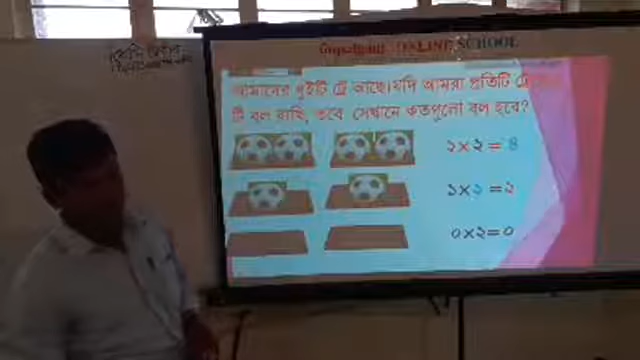 Gopalganj ONLINE SCHOOL
আমাদের দুইটি ট্রে আছে।যদি আমরা প্রতিটি ট্রে
টি বল রাখি, তবে সেখানে কতগুলো বল হবে?
২×২=৪
১×২=২
০×২=০